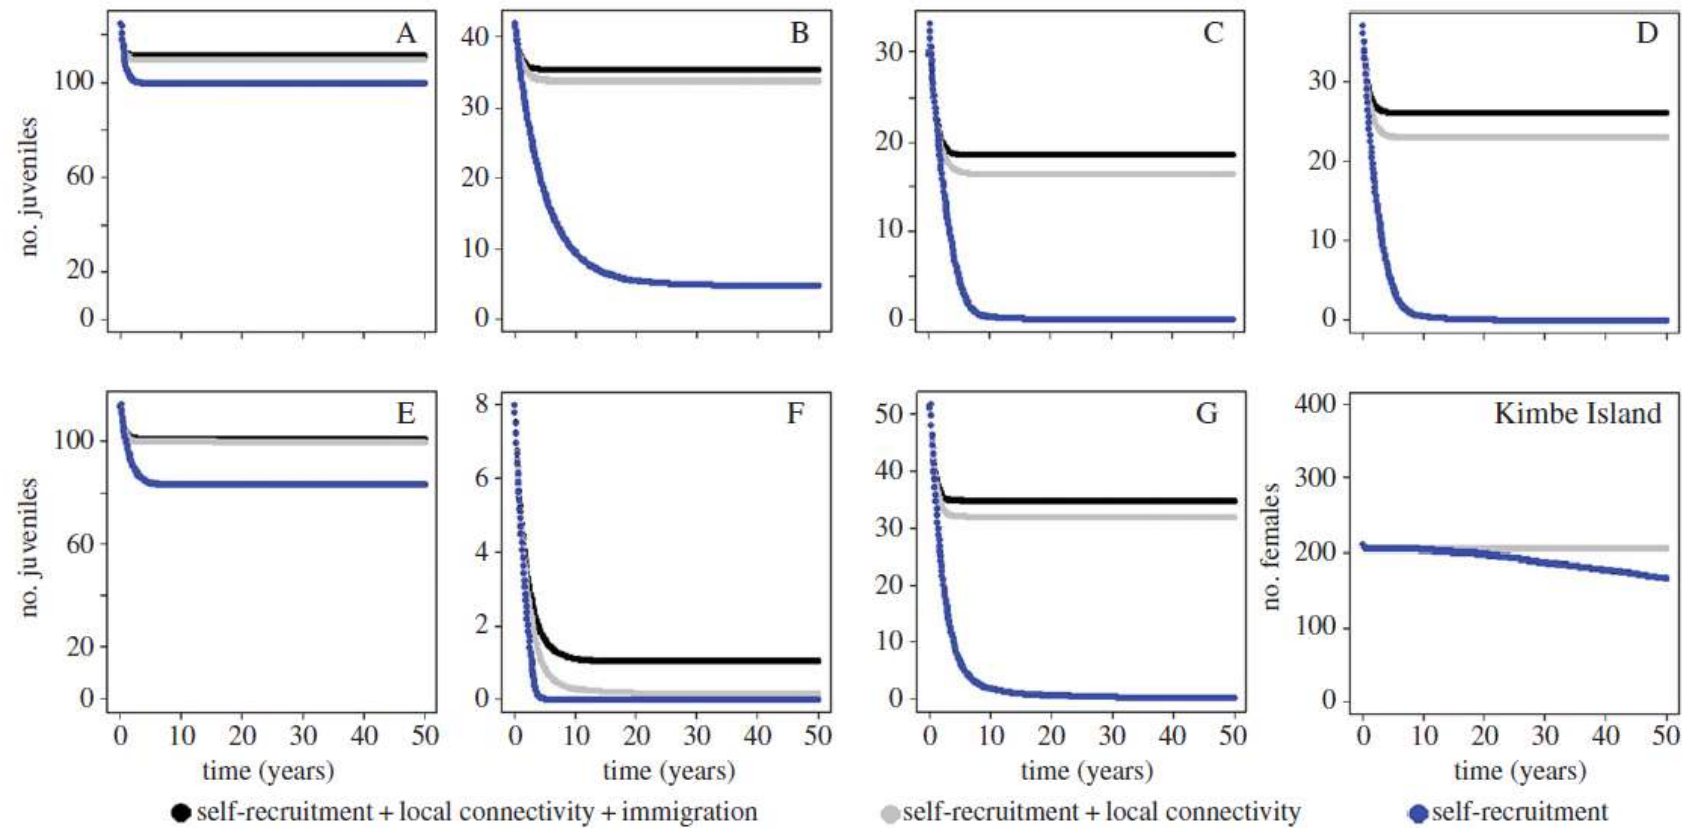 A
B
C
D
no. juveniles
100
60
20
0
0 10 20 30 40 50
40
30
20
10
0
30
20
10
0
30
20
10
0
E
F
G
Kimbe Island
no. juveniles
100
60
20
0
8
6
4
2
0
50
40
30
20
10
0
no. females
400
300
200
100
0
0 10 20 30 40 50
0 10 20 30 40 50
0 10 20 30 40 50
time (years)
time (years)
time (years)
time (years)
self-recruitment + local connectivity + immigration
self-recruitment + local connectivity
self-recruitment